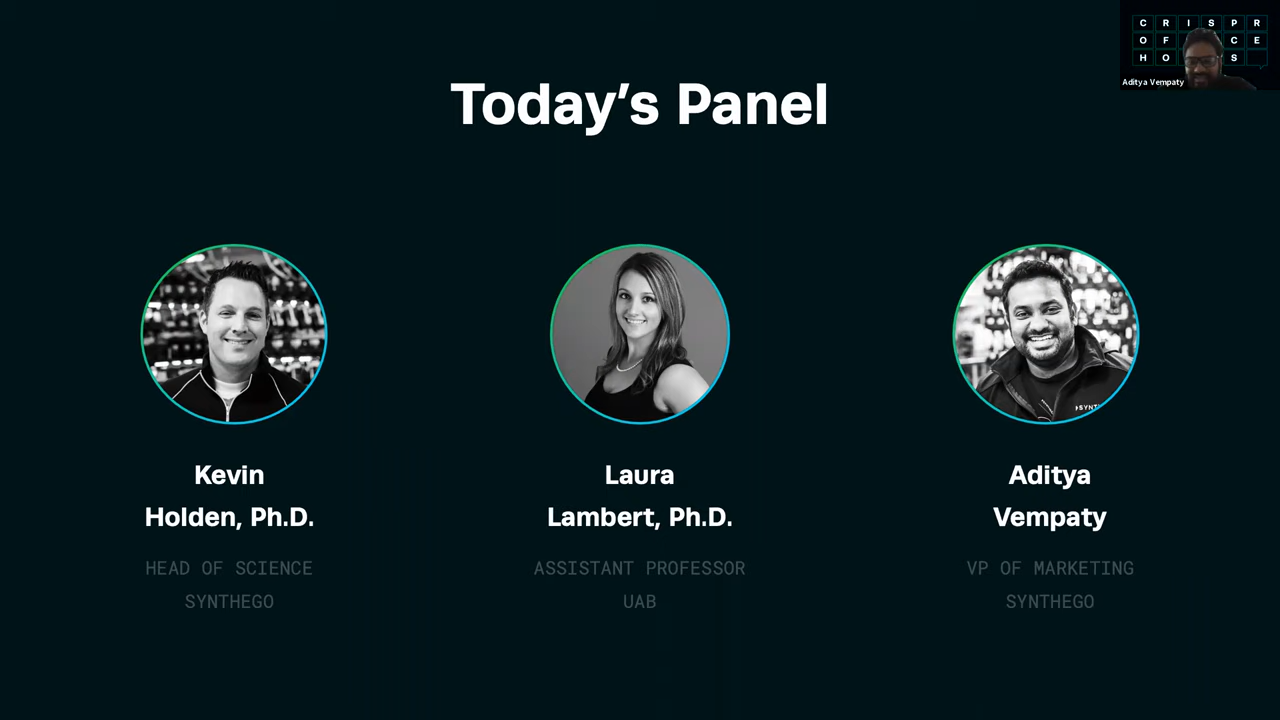 C R I S P R
O F C E
H O S
Aditya Vempaty
Today's Panel
Kevin
Holden, Ph.D.
HEAD OF SCIENCE
SYNTHEGO
Laura
Lambert, Ph.D.
ASSISTANT PROFESSOR
UAB
Aditya
Vempaty
VP OF MARKETING
SYNTHEGO